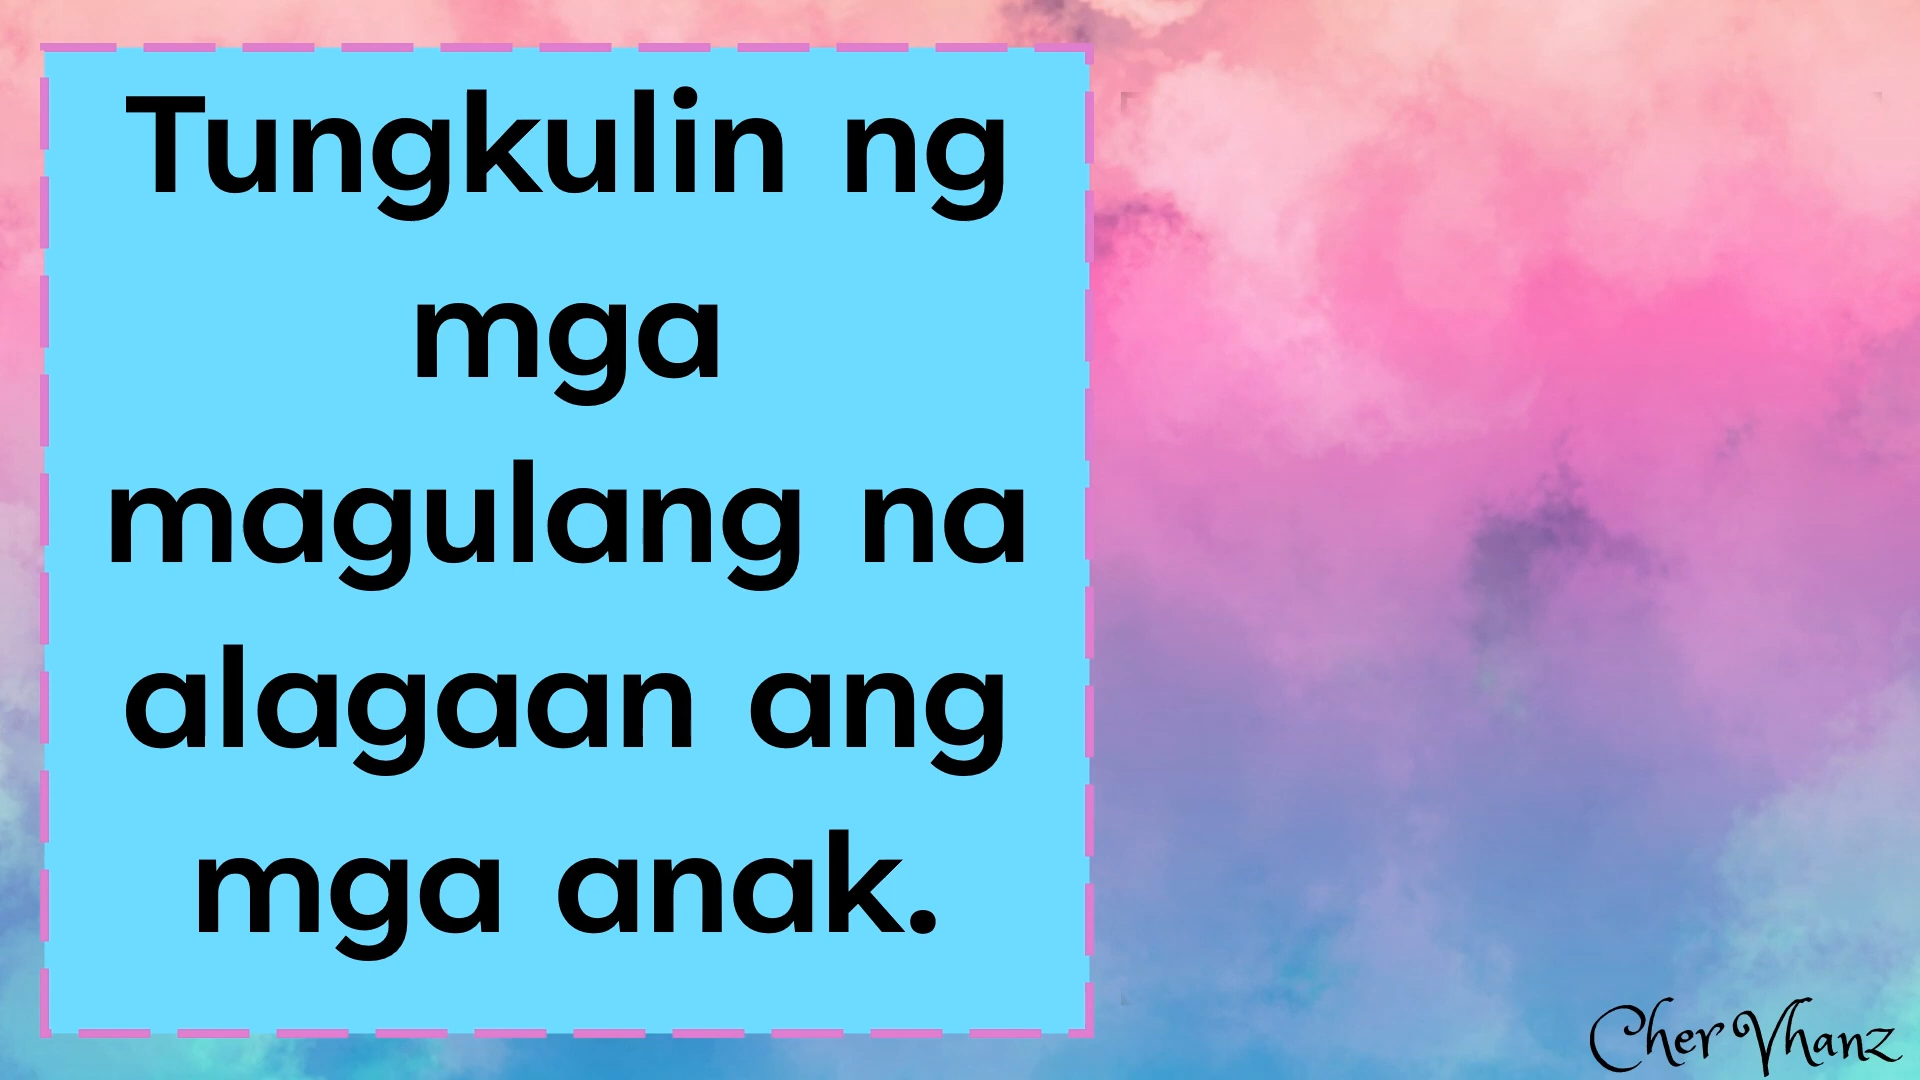 Tungkulin ng
mga
magulang na
alagaan ang
mga anak.
Cher Vhanz